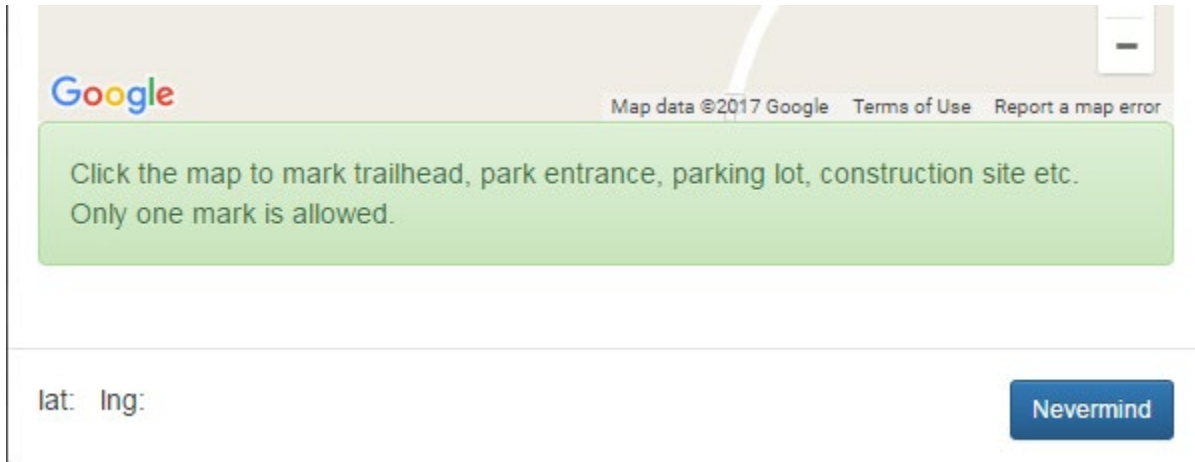 Google
Map data ©2017 Google Terms of Use Report a map error
Click the map to mark trailhead, park entrance, parking lot, construction site etc.
Only one mark is allowed.
lat: lng:
Nevermind